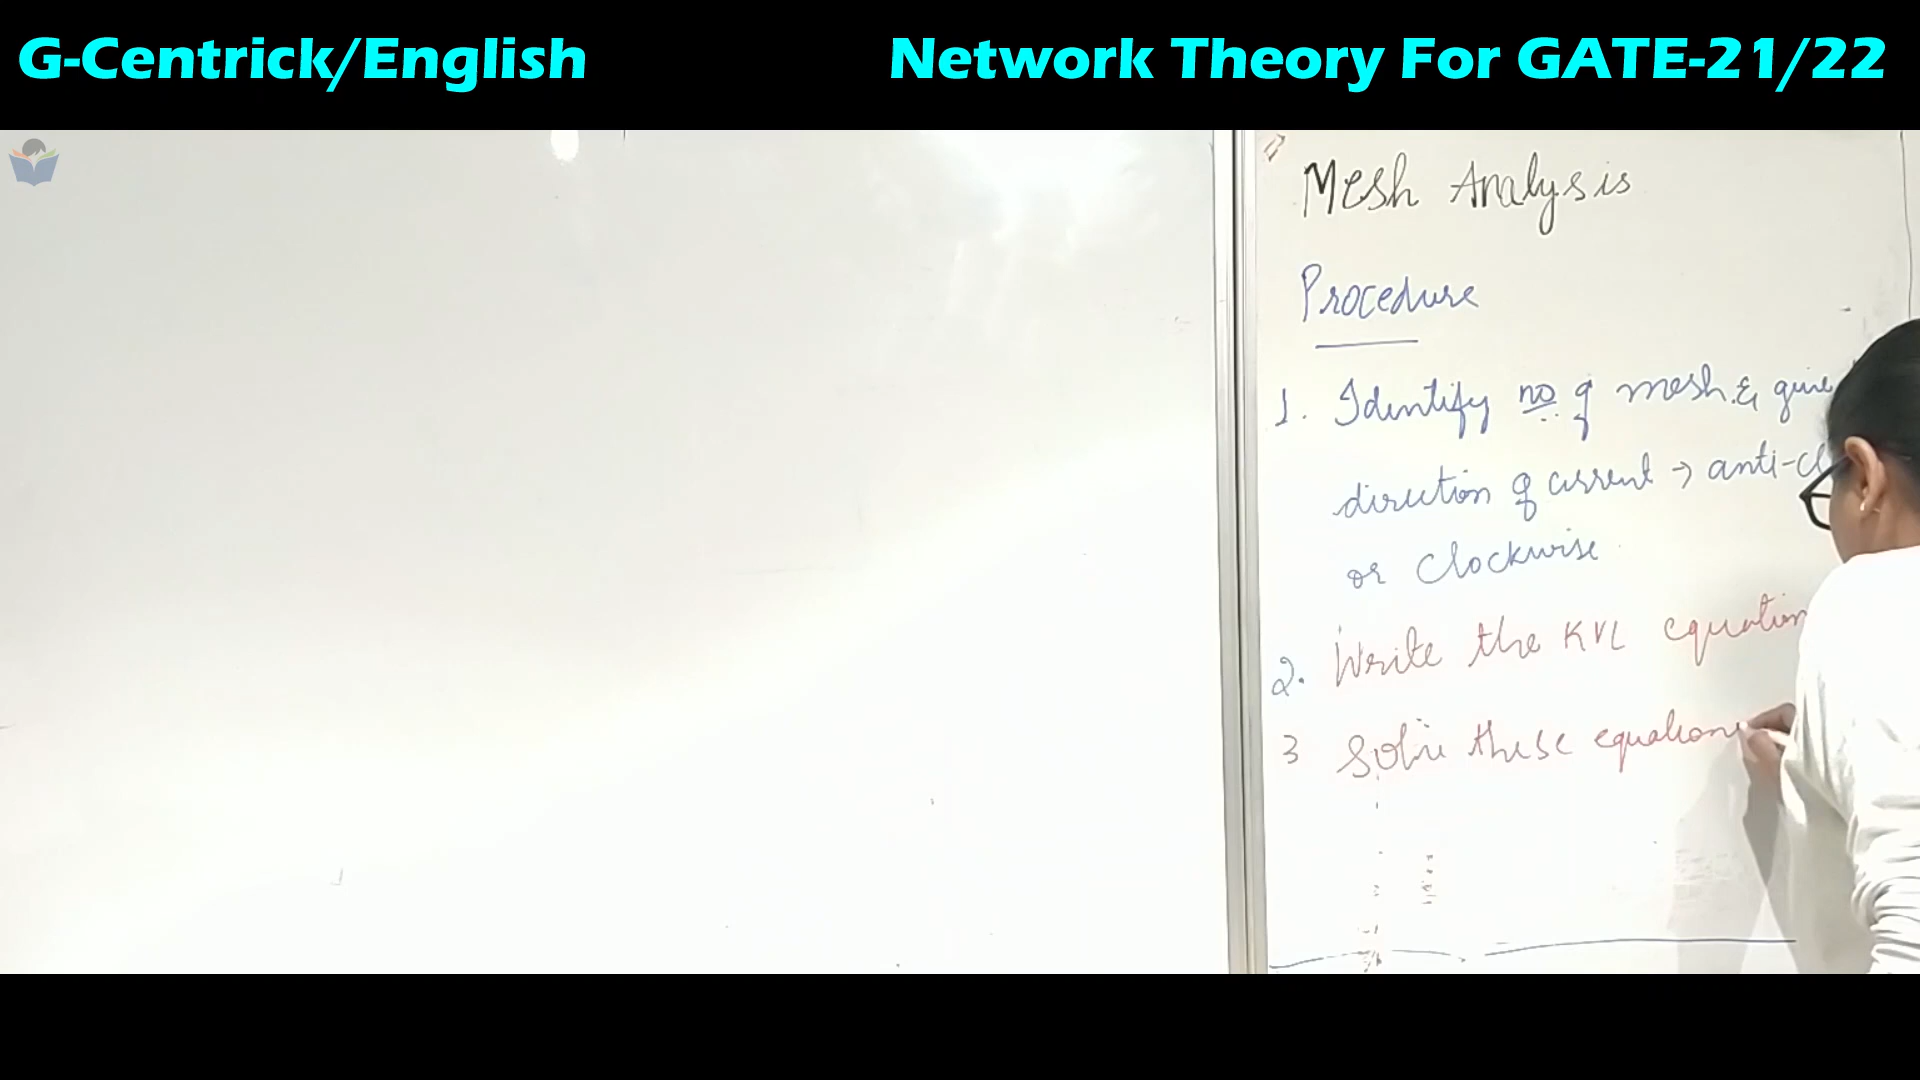 G-Centrick/English
Network Theory For GATE-21/22
Mesh Analysis
Procedure
1. Identify no of mesh & give
direction of current → anti-cl
or Clockwise
2. Write the KVL equation
3 Solve these equations